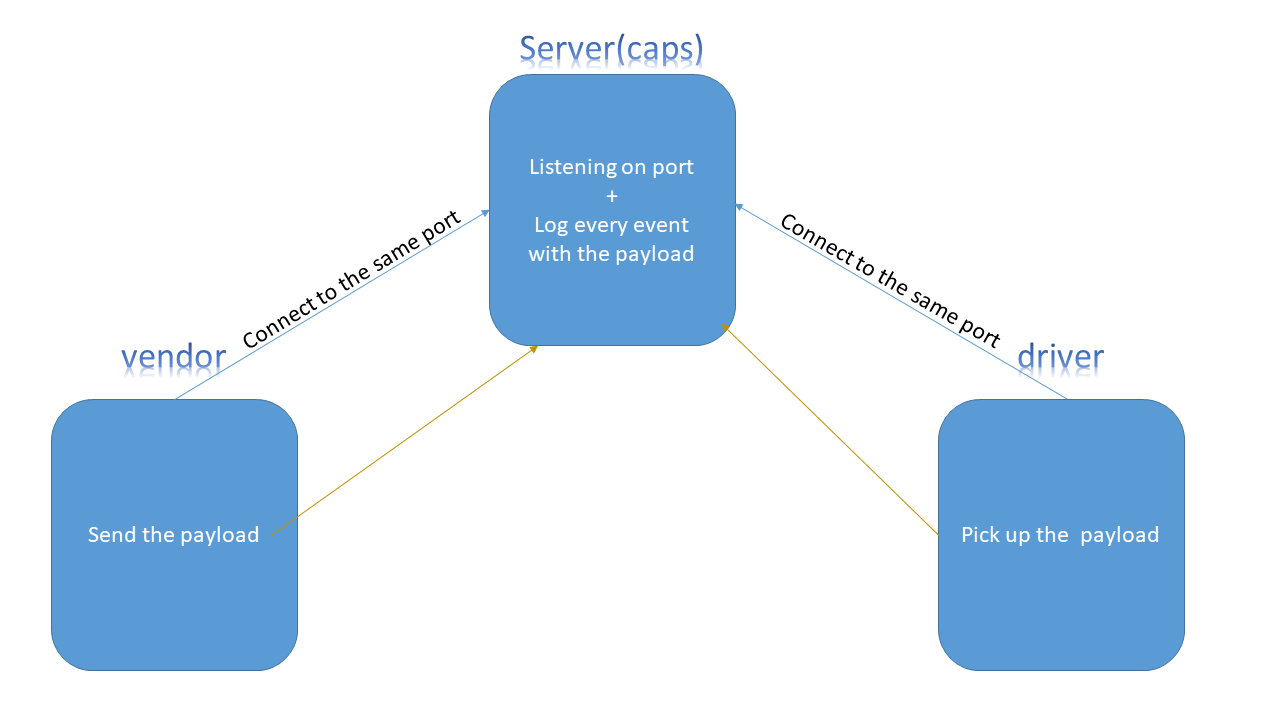 Server(caps)
Listening on port
+
Log every event
with the payload
Connect to the same port
Connect to the same port
vendor
driver
Send the payload
Pick up the  payload